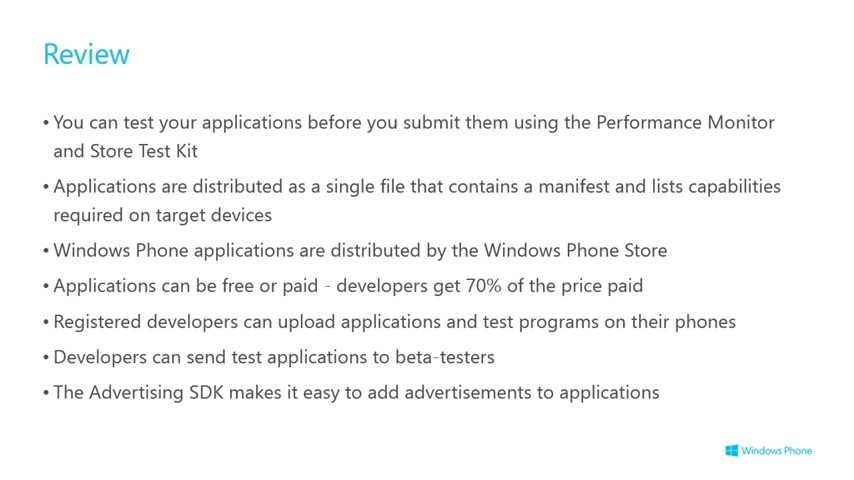 Review
• You can test your applications before you submit them using the Performance Monitor
and Store Test Kit
• Applications are distributed as a single file that contains a manifest and lists capabilities
required on target devices
• Windows Phone applications are distributed by the Windows Phone Store
• Applications can be free or paid - developers get 70% of the price paid
• Registered developers can upload applications and test programs on their phones
• Developers can send test applications to beta-testers
• The Advertising SDK makes it easy to add advertisements to applications
Windows Phone